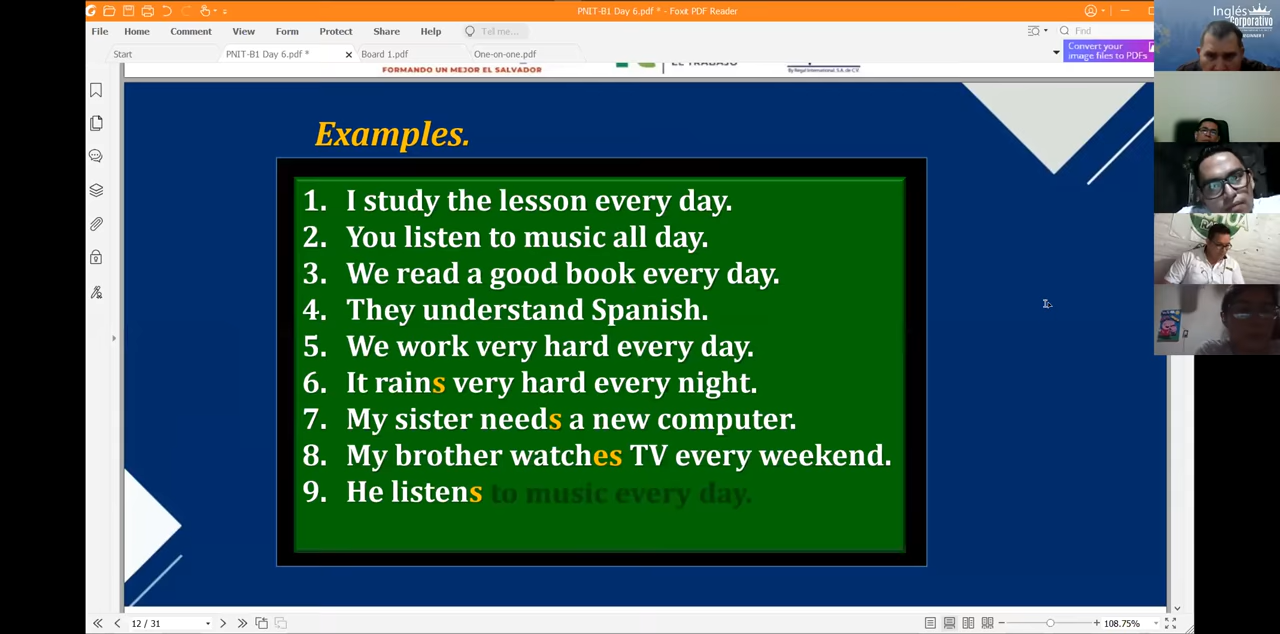 PNIT-B1 Day 6.pdf * - Foxit PDF Reader
File Home Comment View Form Protect Share Help Tell me... Find
Start PNIT-B1 Day 6.pdf * Board 1.pdf One-on-one.pdf
Convert your
image files to PDFs
Inglés
Corporativo
FORMANDO UN MEJOR EL SALVADOR
EL TRABAJO
Examples.
1. I study the lesson every day.
2. You listen to music all day.
3. We read a good book every day.
4. They understand Spanish.
5. We work very hard every day.
6. It rains very hard every night.
7. My sister needs a new computer.
8. My brother watches TV every weekend.
9. He listens to music every day.
12 / 31
108.75%